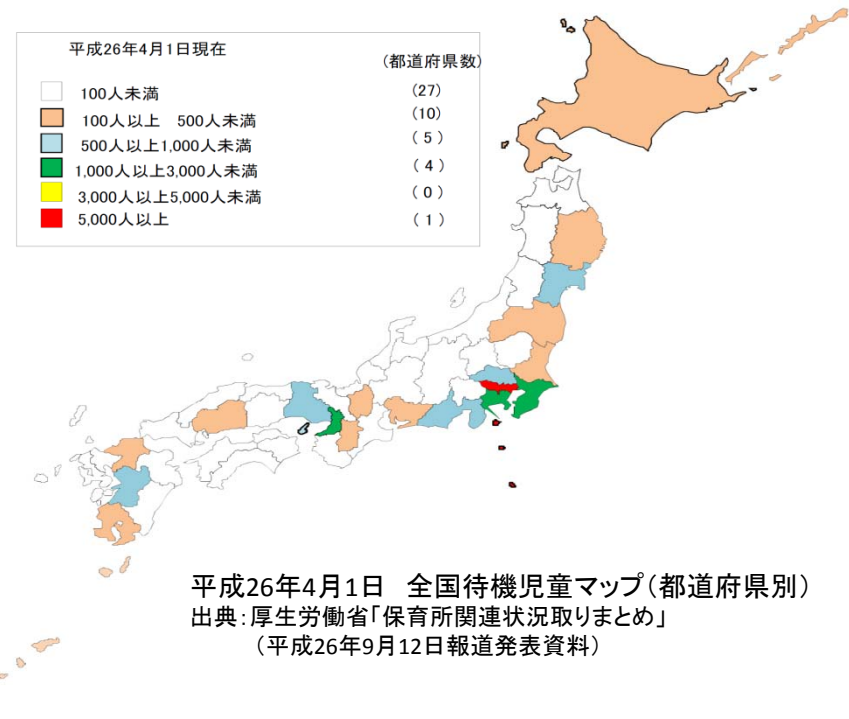 平成26年4月1日現在
(都道府県数)
100人未満 (27)
100人以上 500人未満 (10)
500人以上1,000人未満 (5)
1,000人以上3,000人未満 (4)
3,000人以上5,000人未満 (0)
5,000人以上 (1)
平成26年4月1日 全国待機児童マップ(都道府県別)
出典:厚生労働省「保育所関連状況取りまとめ」
(平成26年9月12日報道発表資料)